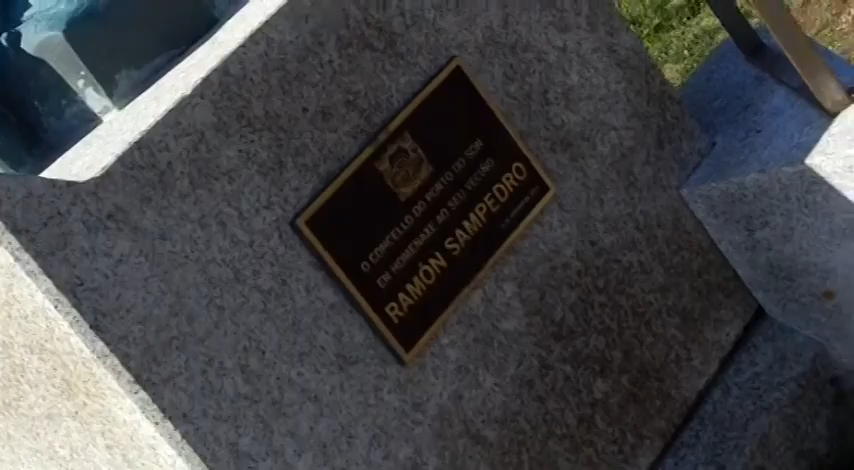 O CONCELLO DO PORTO DO SON
EN HOMENAXE AO SEU VECIÑO
RAMÓN SAMPEDRO